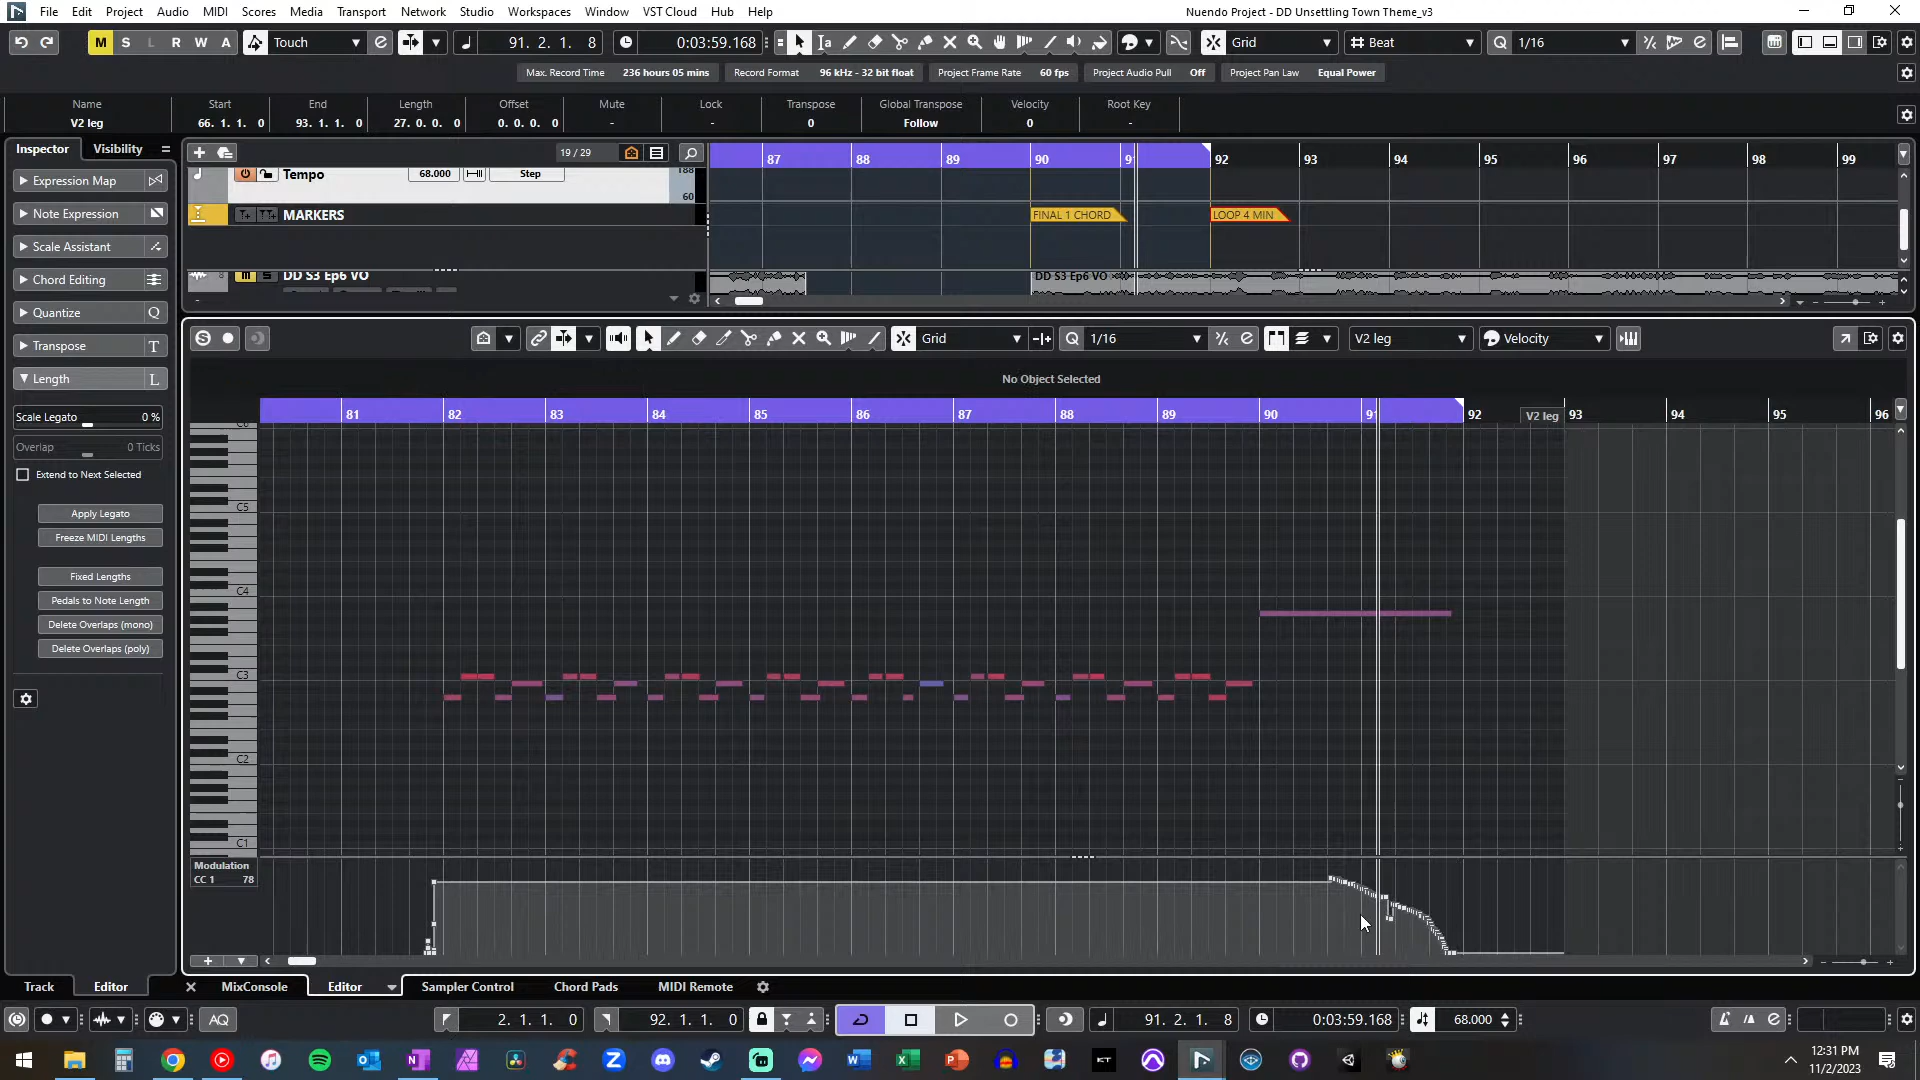 File Edit Project Audio MIDI Scores Media Transport Network Studio Workspaces Window VST Cloud Hub Help
Nuendo Project - DD Unsettling Town Theme_v3
M S L R W A Touch 91. 2. 1. 8 0:03:59.168 Grid Beat 1/16
Max. Record Time 236 hours 05 mins Record Format 96 kHz - 32 bit float Project Frame Rate 60 fps Project Audio Pull Off Project Pan Law Equal Power
Name Start End Length Offset Mute Lock Transpose Global Transpose Velocity Root Key
V2 leg 66. 1. 1. 0 93. 1. 1. 0 27. 0. 0. 0 0. 0. 0. 0 - - 0 Follow 0 -
Inspector Visibility
19 / 29
87 88 89 90 91 92 93 94 95 96 97 98 99
Expression Map
Note Expression
Scale Assistant
Chord Editing
Quantize Q
Transpose T
Length L
Scale Legato 0 %
Overlap 0 Ticks
Extend to Next Selected
Apply Legato
Freeze MIDI Lengths
Fixed Lengths
Pedals to Note Length
Delete Overlaps (mono)
Delete Overlaps (poly)
Tempo 68.000 Step 188
60
MARKERS
FINAL 1 CHORD LOOP 4 MIN
DD S3 Ep6 VO
DD S3 Ep6 VO
S Grid Q 1/16 V2 leg Velocity
No Object Selected
81 82 83 84 85 86 87 88 89 90 91 92 V2 leg 93 94 95 96
C6
C5
C4
C3
C2
C1
Modulation
CC 1 78
Track Editor MixConsole Editor Sampler Control Chord Pads MIDI Remote
AQ 2. 1. 1. 0 92. 1. 1. 0 91. 2. 1. 8 0:03:59.168 68.000
KT
12:31 PM
11/2/2023